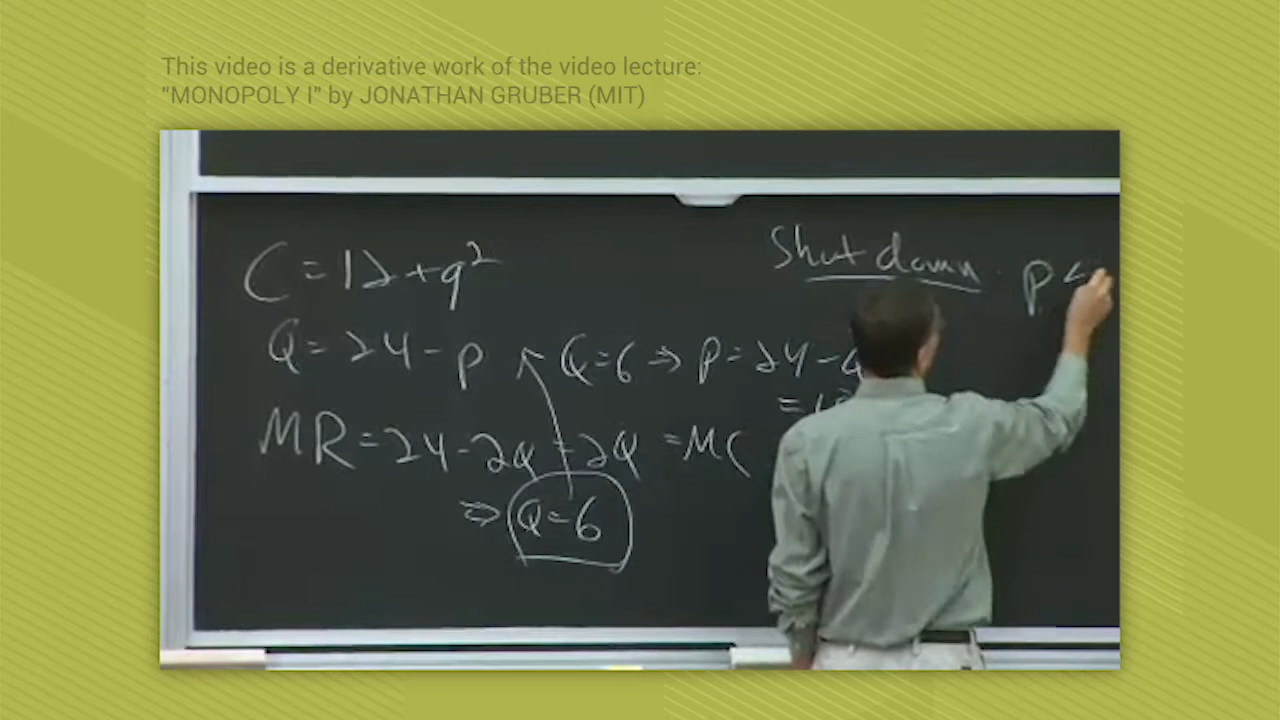 This video is a derivative work of the video lecture:
“MONOPOLY I” by JONATHAN GRUBER (MIT)
C = 12 + q²
Shut down p <
Q = 24 - p
Q = 6 ⇒ p = 24 -
MR = 24 - 2Q = 2Q = MC
⇒ Q = 6